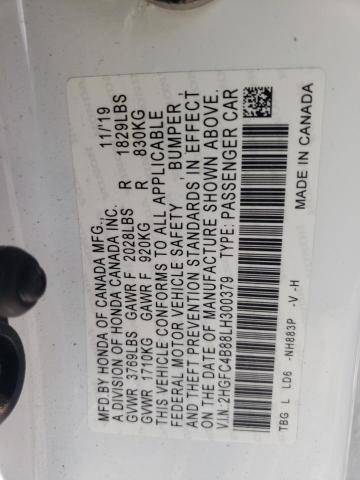 MFD.BY HONDA OF CANADA MFG., 11/'19
A DIVISION OF HONDA CANADA INC.
GVWR 3769LBS GAWR F 2028LBS R 1829LBS
GVWR 1710KG GAWR F 920KG R 830KG
THIS VEHICLE CONFORMS TO ALL APPLICABLE
FEDERAL MOTOR VEHICLE SAFETY, BUMPER,
AND THEFT PREVENTION STANDARDS IN EFFECT
ON THE DATE OF MANUFACTURE SHOWN ABOVE.
V.I.N:2HGFC4B88LH300379 TYPE: PASSENGER CAR
TBG L LD6 -NH883P -V -H MADE IN CANADA